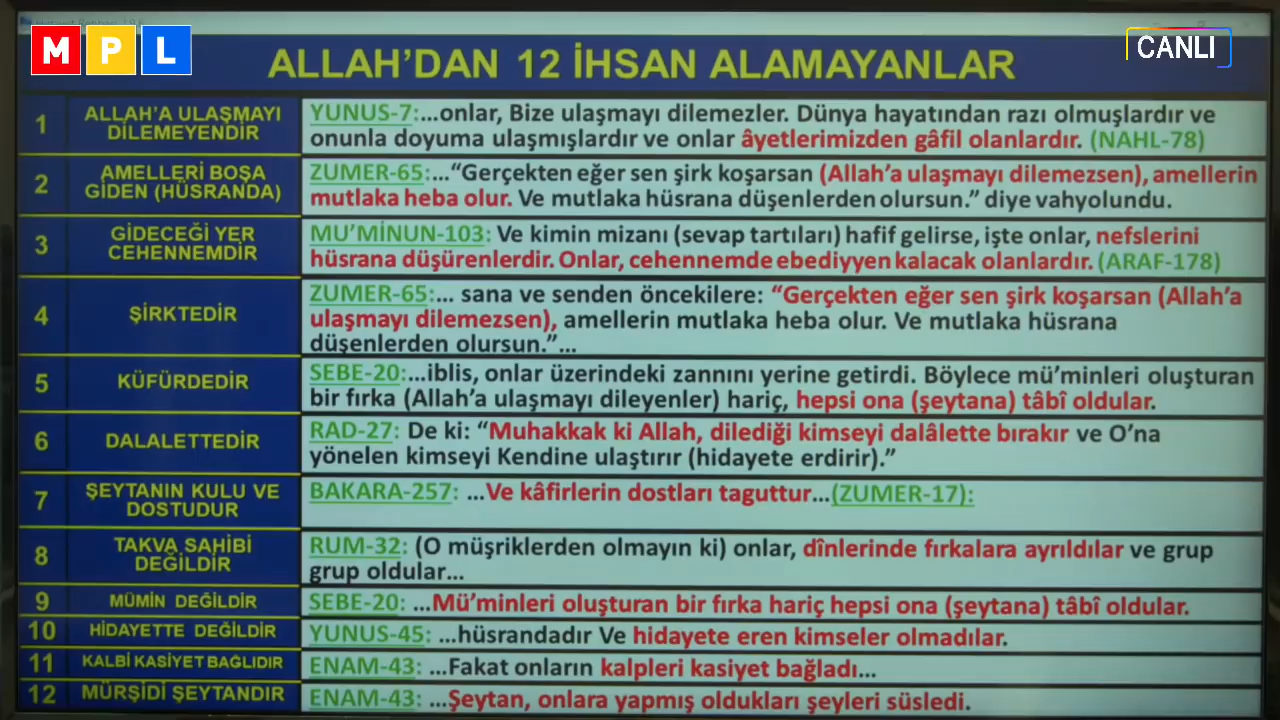 MPL
CANLI
ALLAH’DAN 12 İHSAN ALAMAYANLAR
1
ALLAH’A ULAŞMAYI
DİLEMEYENDİR
YUNUS-7:...onlar, Bize ulaşmayı dilemezler. Dünya hayatından razı olmuşlardır ve
onunla doyuma ulaşmışlardır ve onlar âyetlerimizden gâfil olanlardır. (NAHL-78)
2
AMELLERİ BOŞA
GİDEN (HÜSRANDA)
ZUMER-65:...“Gerçekten eğer sen şirk koşarsan (Allah’a ulaşmayı dilemezsen), amellerin
mutlaka heba olur. Ve mutlaka hüsrana düşenlerden olursun.” diye vahyolundu.
3
GİDECEĞİ YER
CEHENNEMDİR
MU’MİNUN-103: Ve kimin mizanı (sevap tartıları) hafif gelirse, işte onlar, nefslerini
hüsrana düşürenlerdir. Onlar, cehennemde ebediyyen kalacak olanlardır. (ARAF-178)
4
ŞİRKTEDİR
ZUMER-65:... sana ve senden öncekilere: “Gerçekten eğer sen şirk koşarsan (Allah’a
ulaşmayı dilemezsen), amellerin mutlaka heba olur. Ve mutlaka hüsrana
düşenlerden olursun.”...
5
KÜFÜRDEDİR
SEBE-20:...iblis, onlar üzerindeki zannını yerine getirdi. Böylece mü’minleri oluşturan
bir fırka (Allah’a ulaşmayı dileyenler) hariç, hepsi ona (şeytana) tâbî oldular.
6
DALALETTEDİR
RAD-27: De ki: “Muhakkak ki Allah, dilediği kimseyi dalâlette bırakır ve O’na
yönelen kimseyi Kendine ulaştırır (hidayete erdirir).”
7
ŞEYTANIN KULU VE
DOSTUDUR
BAKARA-257: ...Ve kâfirlerin dostları taguttur...(ZUMER-17):
8
TAKVA SAHİBİ
DEĞİLDİR
RUM-32: (O müşriklerden olmayın ki) onlar, dînlerinde fırkalara ayrıldılar ve grup
grup oldular...
9
MÜMİN DEĞİLDİR
SEBE-20: ...Mü’minleri oluşturan bir fırka hariç hepsi ona (şeytana) tâbî oldular.
10
HİDAYETTE DEĞİLDİR
YUNUS-45: ...hüsrandadır Ve hidayete eren kimseler olmadılar.
11
KALBİ KASİYET BAĞLIDIR
ENAM-43: ...Fakat onların kalpleri kasiyet bağladı...
12
MÜRŞİDİ ŞEYTANDIR
ENAM-43: ...Şeytan, onlara yapmış oldukları şeyleri süsledi.